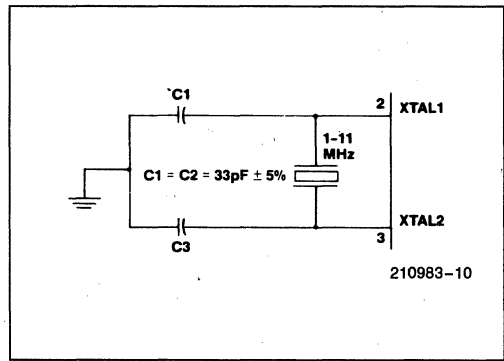 C1
2 XTAL1
1-11
MHz
C1 = C2 = 33pF ± 5%
XTAL2
3
C3
210983-10